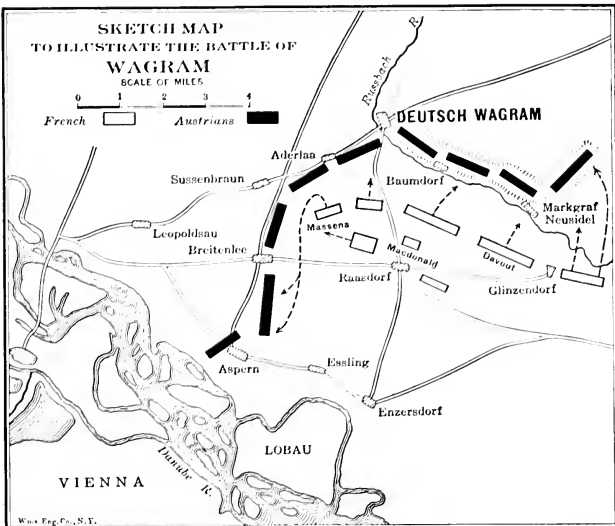 SKETCH MAP
TO ILLUSTRATE THE BATTLE OF
WAGRAM
SCALE OF MILES
0 1 2 3 4
French Austrians
Russbach R.
DEUTSCH WAGRAM
Aderlaa
Sussenbraun
Baumdorf
Markgraf
Neusidel
Leopoldsau
Massena
Breitenlee
Macdonald
Raasdorf
Davout
Glinzendorf
Aspern
Essling
Enzersdorf
LOBAU
VIENNA
Danube R.
Wms Eng. Co., N.Y.